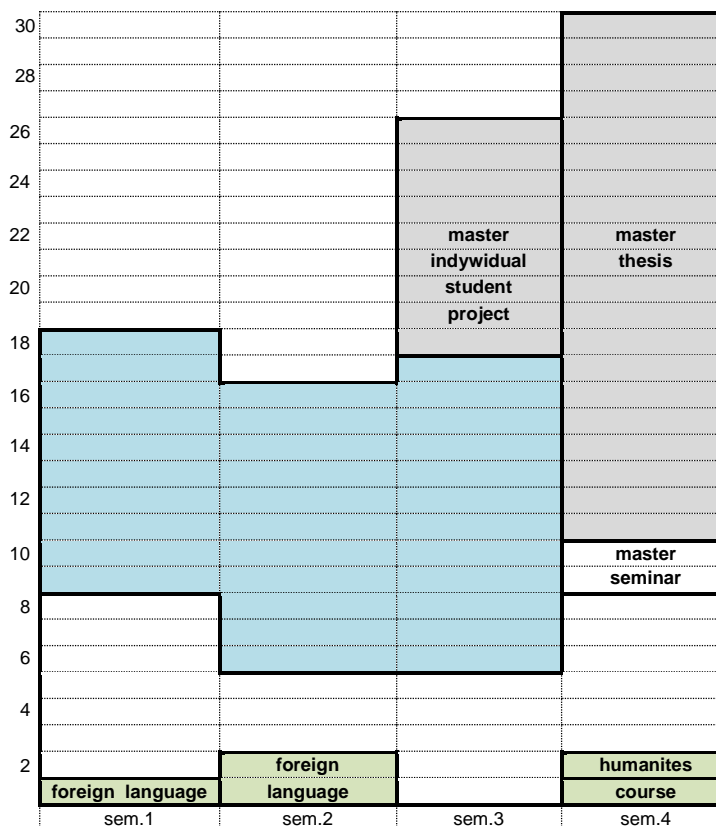 30
28
26
24
22
20
18
16
14
12
10
8
6
4
2
master
indywidual
student
project
master
thesis
master
seminar
foreign language
foreign
language
humanites
course
sem.1
sem.2
sem.3
sem.4